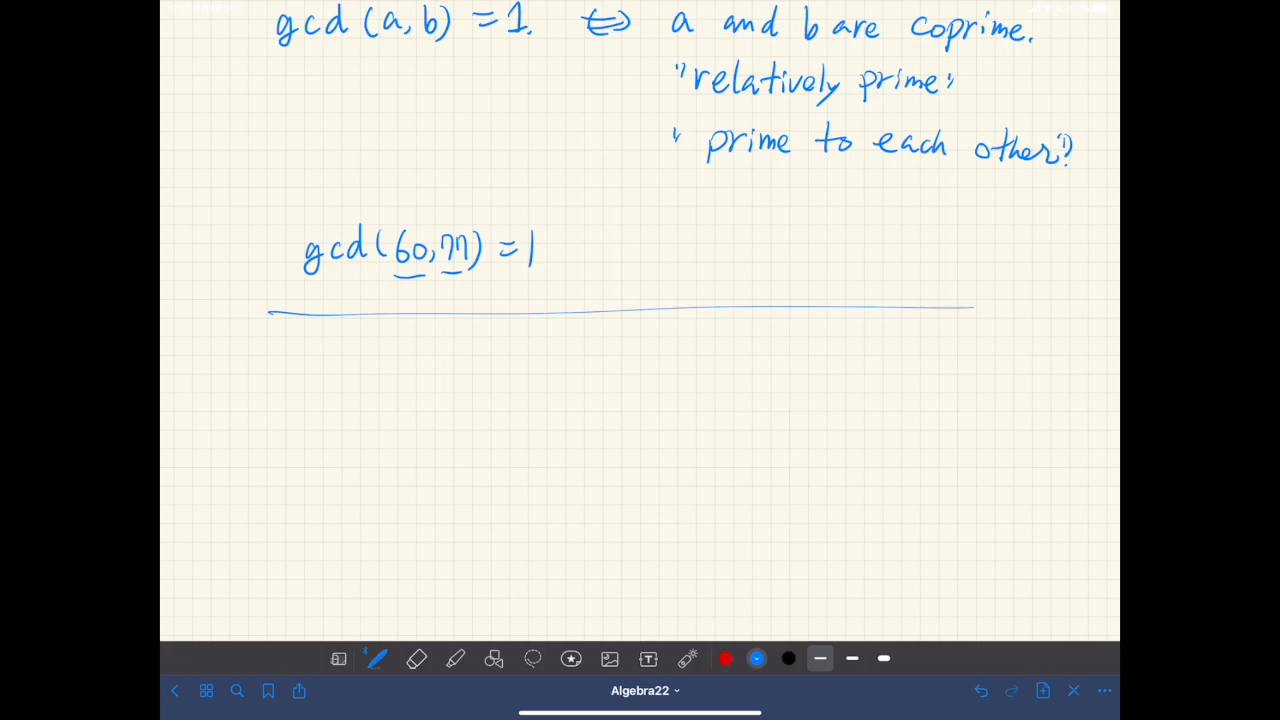 gcd (a, b) = 1. ⇔ a and b are coprime.
"relatively prime"
" prime to each other"
gcd(60, 77) = 1
Algebra22